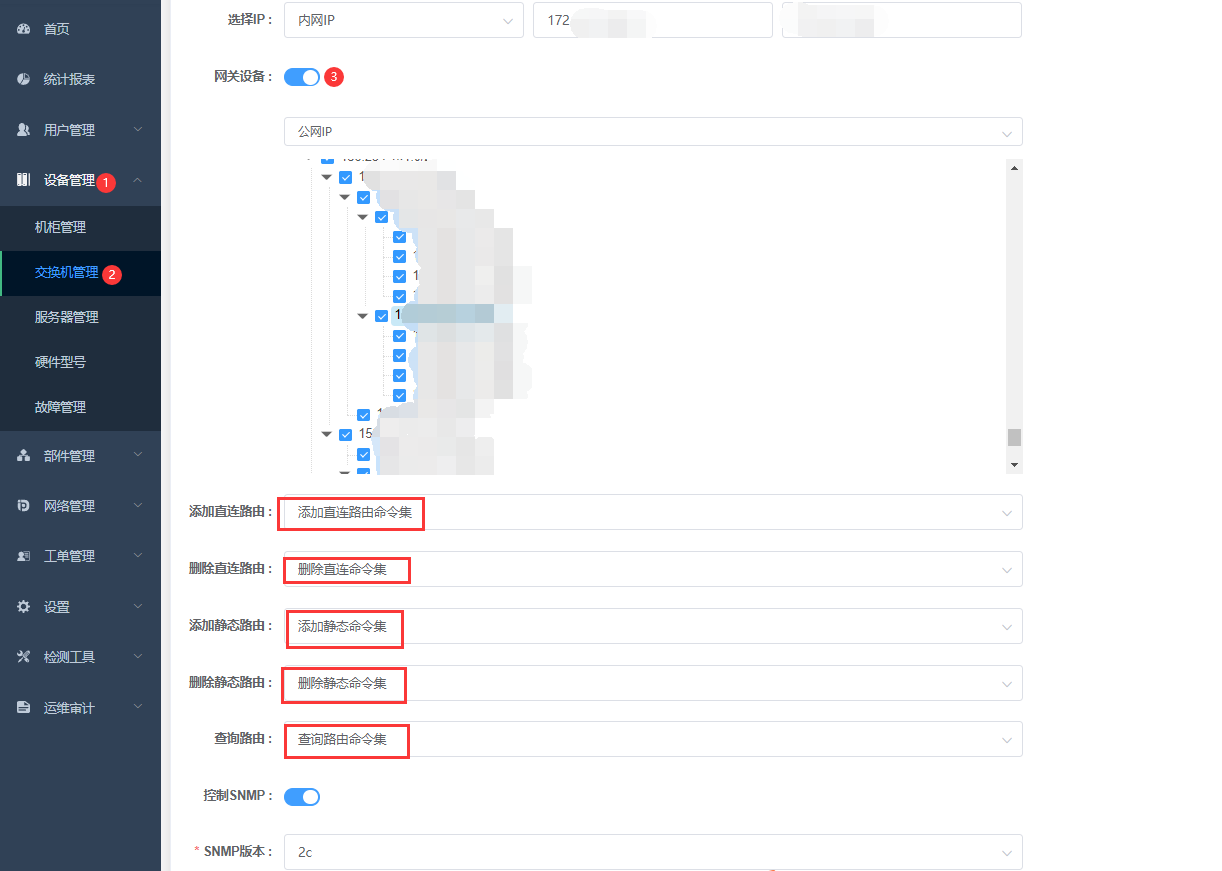 首页
统计报表
用户管理
设备管理 1
机柜管理
交换机管理 2
服务器管理
硬件型号
故障管理
部件管理
网络管理
工单管理
设置
检测工具
运维审计
选择IP： 内网IP 172
网关设备： 3
公网IP
1
1
1
15
添加直连路由： 添加直连路由命令集
删除直连路由： 删除直连命令集
添加静态路由： 添加静态命令集
删除静态路由： 删除静态命令集
查询路由： 查询路由命令集
控制SNMP：
* SNMP版本： 2c